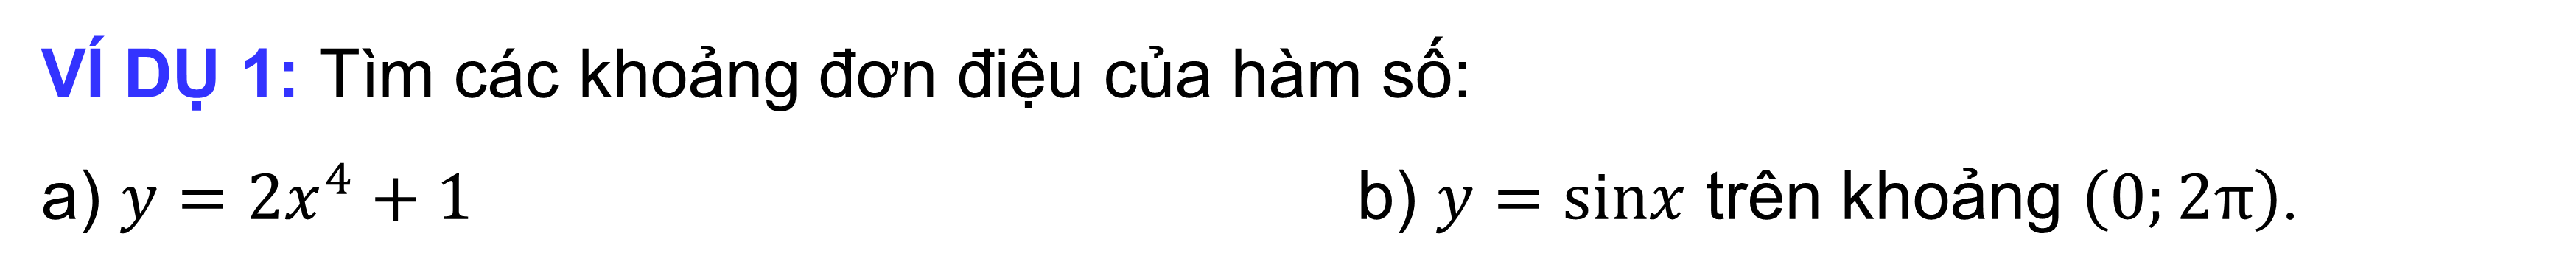 VÍ DỤ 1: Tìm các khoảng đơn điệu của hàm số:
a) y = 2x⁴ + 1 b) y = sinx trên khoảng (0; 2π).